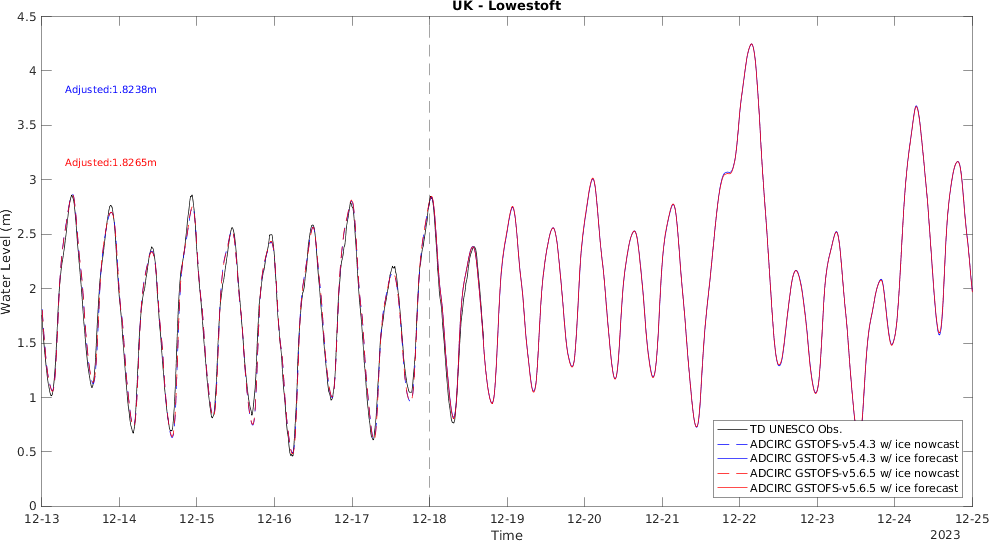 UK - Lowestoft
4.5
4
3.5
3
2.5
2
1.5
1
0.5
0
Water Level (m)
Adjusted:1.8238m
Adjusted:1.8265m
TD UNESCO Obs.
ADCIRC GSTOFS-v5.4.3 w/ ice nowcast
ADCIRC GSTOFS-v5.4.3 w/ ice forecast
ADCIRC GSTOFS-v5.6.5 w/ ice nowcast
ADCIRC GSTOFS-v5.6.5 w/ ice forecast
12-13 12-14 12-15 12-16 12-17 12-18 12-19 12-20 12-21 12-22 12-23 12-24 12-25
Time 2023